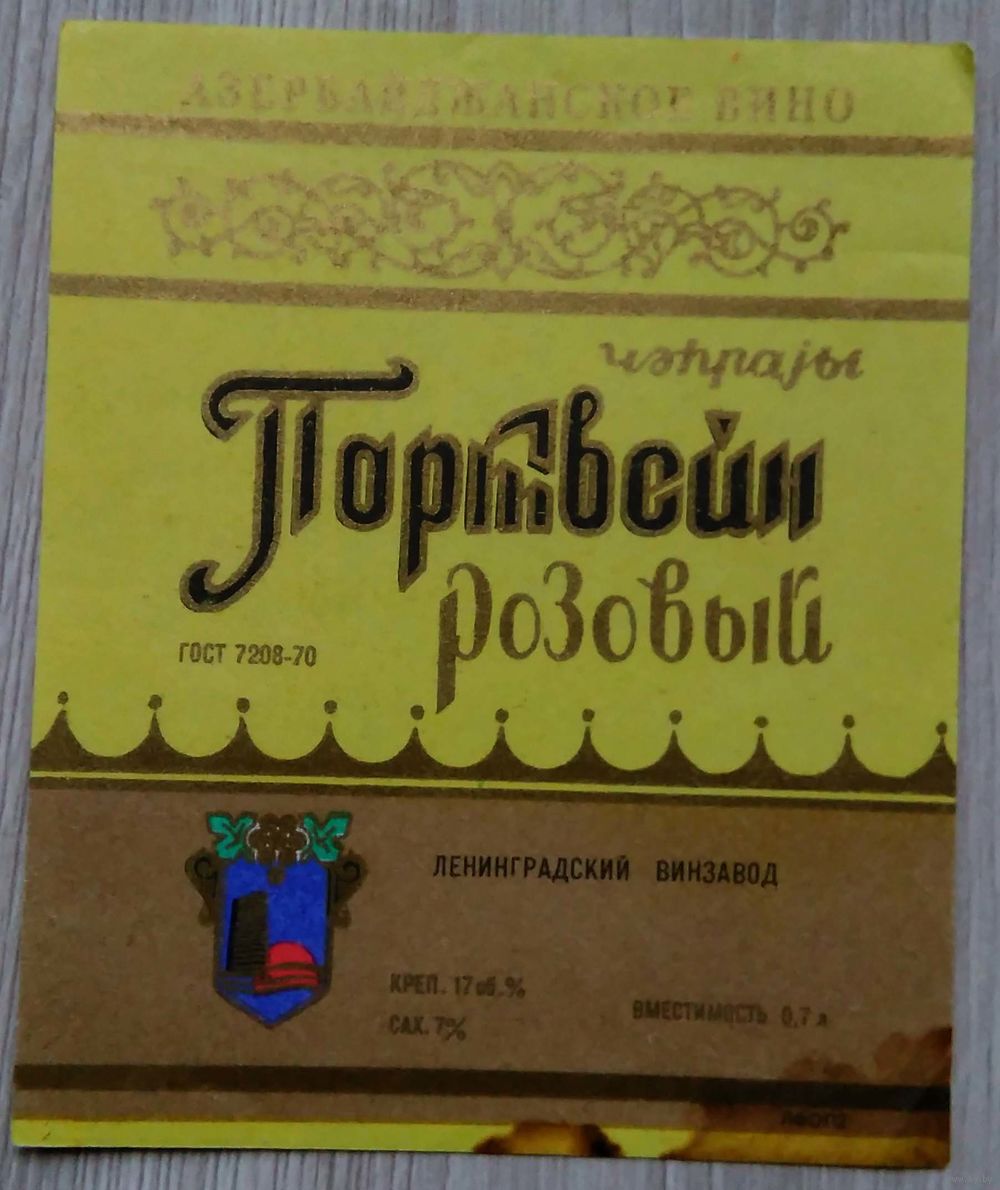 АЗЕРБАЙДЖАНСКОЕ ВИНО
чәһрајы
Портвейн
розовый
ГОСТ 7208-70
ЛЕНИНГРАДСКИЙ ВИНЗАВОД
КРЕП. 17 об.%
САХ. 7%
ВМЕСТИМОСТЬ 0,7 л